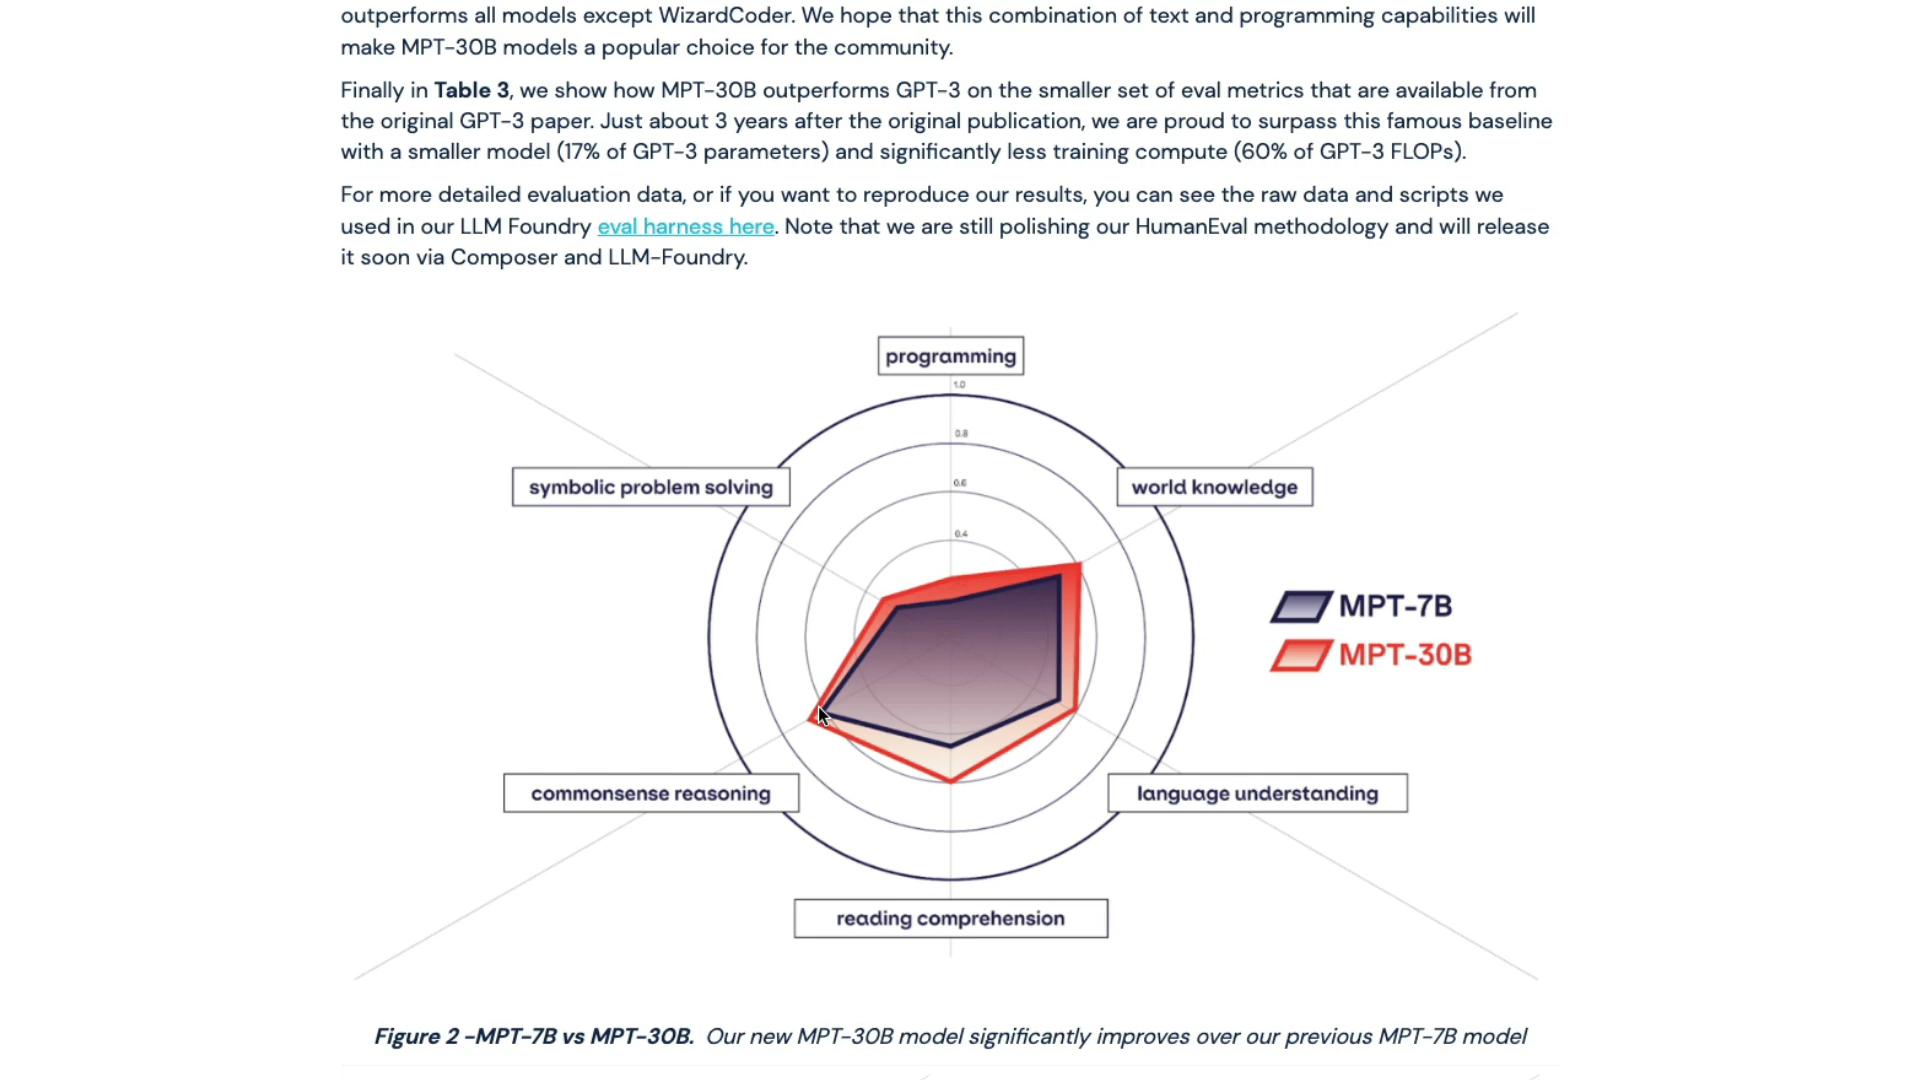 outperforms all models except WizardCoder. We hope that this combination of text and programming capabilities will
make MPT-30B models a popular choice for the community.
Finally in Table 3, we show how MPT-30B outperforms GPT-3 on the smaller set of eval metrics that are available from
the original GPT-3 paper. Just about 3 years after the original publication, we are proud to surpass this famous baseline
with a smaller model (17% of GPT-3 parameters) and significantly less training compute (60% of GPT-3 FLOPs).
For more detailed evaluation data, or if you want to reproduce our results, you can see the raw data and scripts we
used in our LLM Foundry eval harness here. Note that we are still polishing our HumanEval methodology and will release
it soon via Composer and LLM-Foundry.
programming
1.0
0.8
symbolic problem solving
0.6
world knowledge
0.4
MPT-7B
MPT-30B
commonsense reasoning
language understanding
reading comprehension
Figure 2 -MPT-7B vs MPT-30B. Our new MPT-30B model significantly improves over our previous MPT-7B model